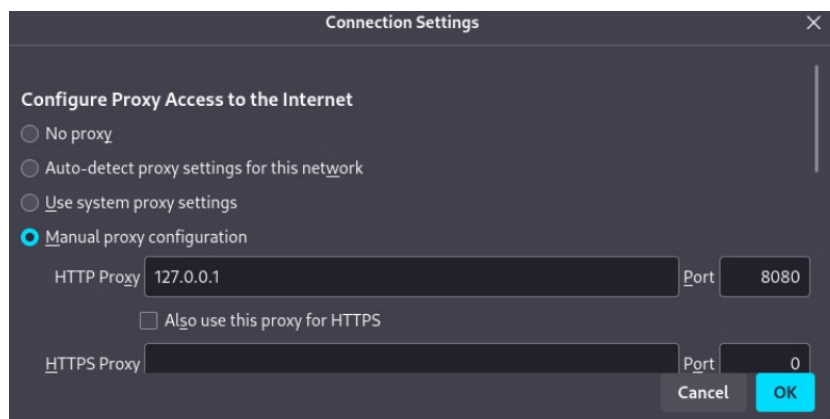 Connection Settings
Configure Proxy Access to the Internet
No proxy
Auto-detect proxy settings for this network
Use system proxy settings
Manual proxy configuration
HTTP Proxy 127.0.0.1 Port 8080
Also use this proxy for HTTPS
HTTPS Proxy Port 0
Cancel OK